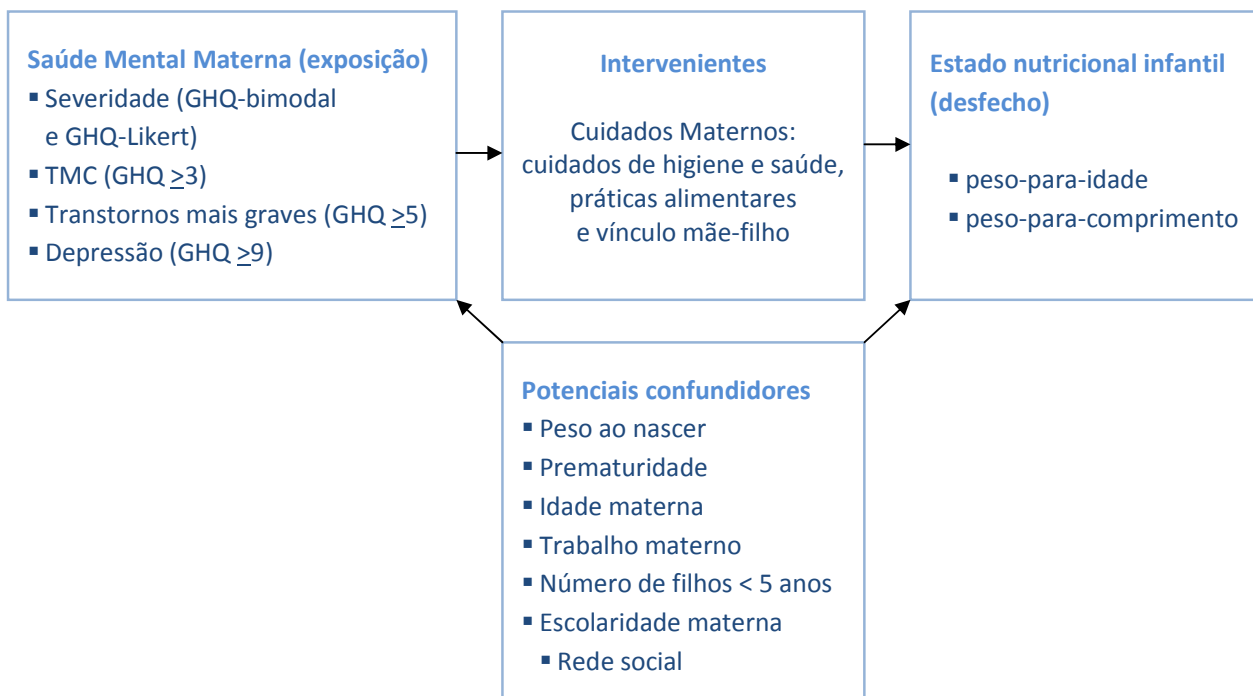 Saúde Mental Materna (exposição)
▪ Severidade (GHQ-bimodal
e GHQ-Likert)
▪ TMC (GHQ >3)
▪ Transtornos mais graves (GHQ >5)
▪ Depressão (GHQ >9)
Intervenientes
Cuidados Maternos:
cuidados de higiene e saúde,
práticas alimentares
e vínculo mãe-filho
Estado nutricional infantil
(desfecho)
▪ peso-para-idade
▪ peso-para-comprimento
Potenciais confundidores
▪ Peso ao nascer
▪ Prematuridade
▪ Idade materna
▪ Trabalho materno
▪ Número de filhos < 5 anos
▪ Escolaridade materna
▪ Rede social